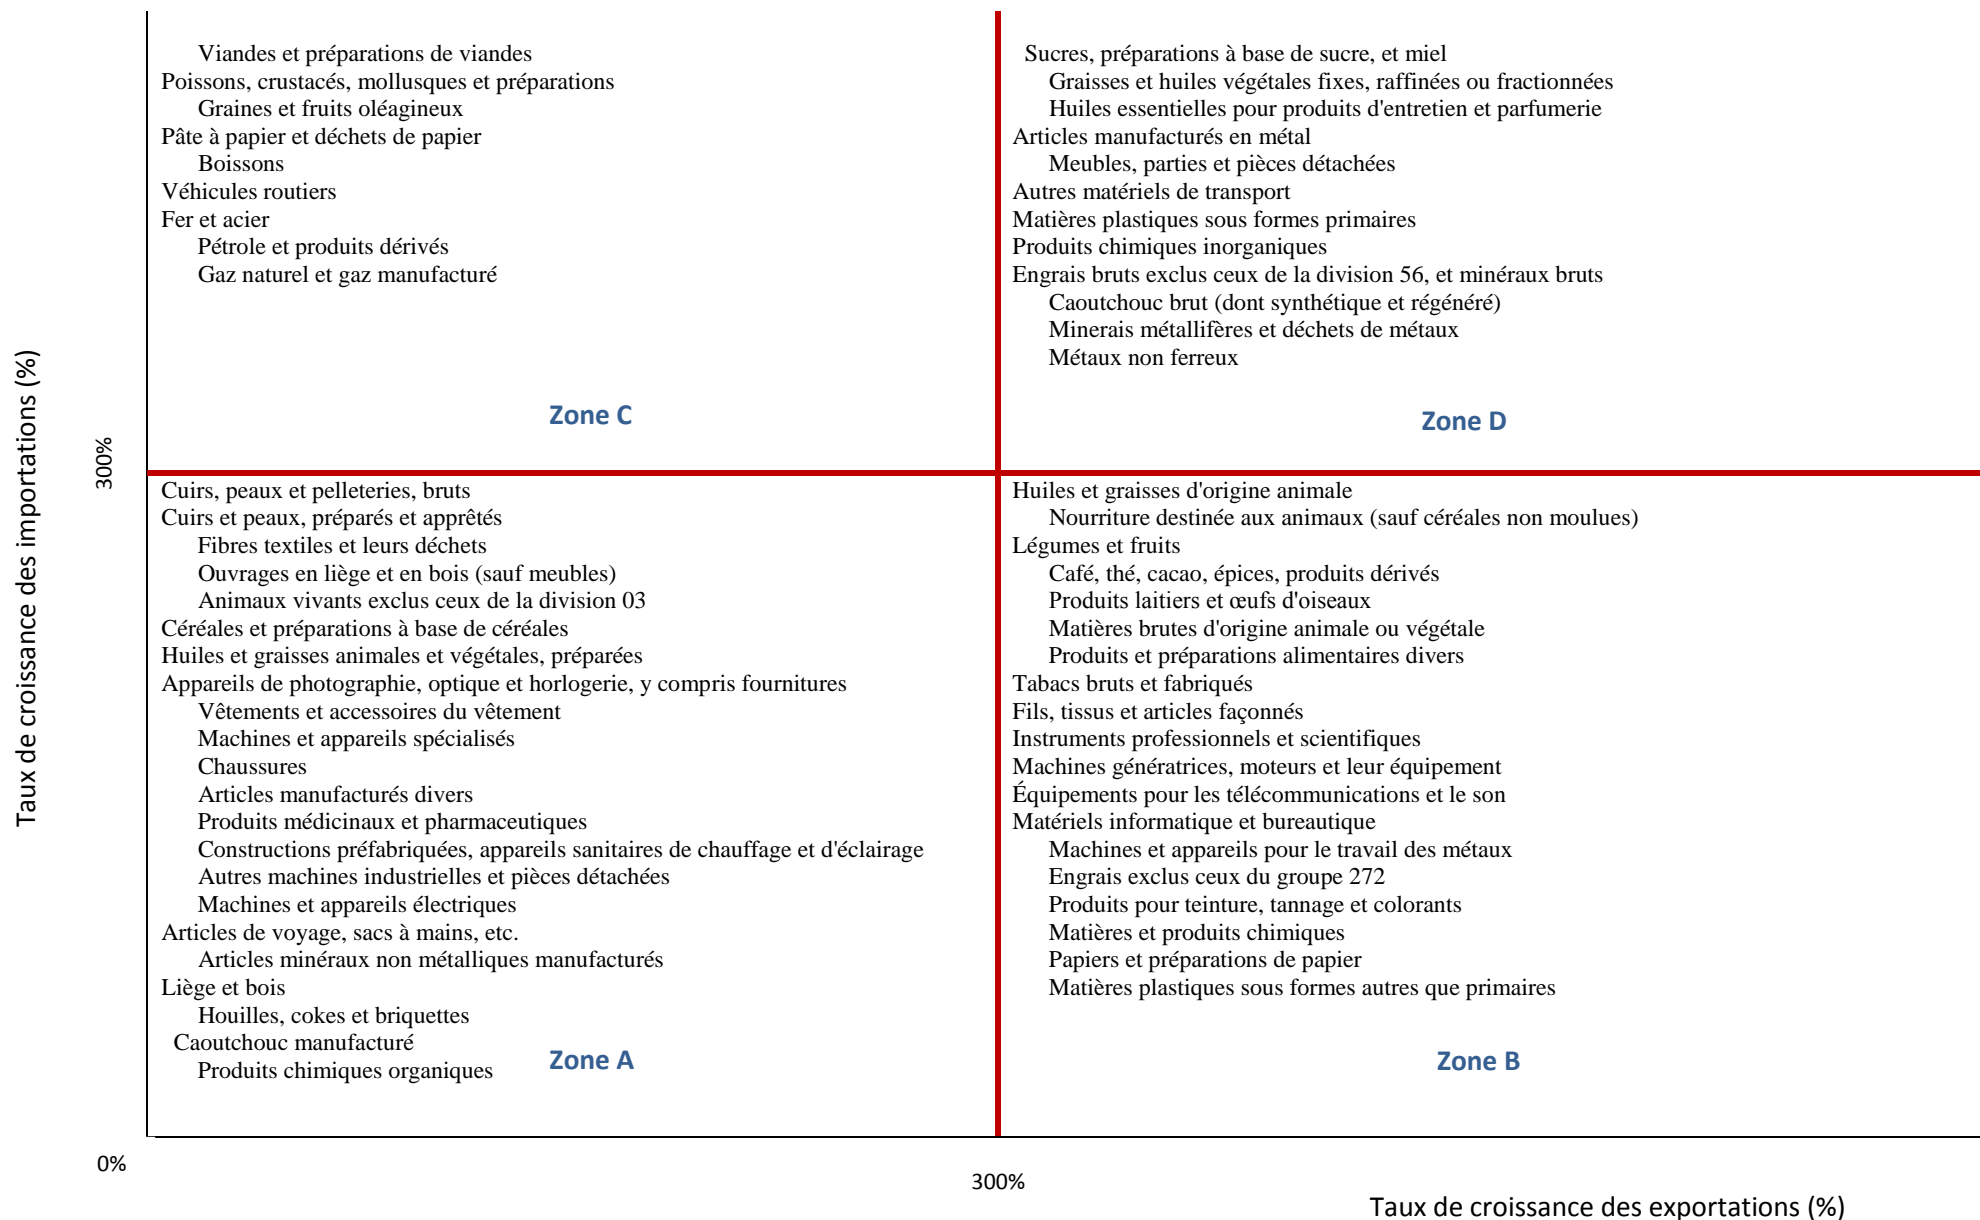 Viandes et préparations de viandes
Poissons, crustacés, mollusques et préparations
Graines et fruits oléagineux
Pâte à papier et déchets de papier
Boissons
Véhicules routiers
Fer et acier
Pétrole et produits dérivés
Gaz naturel et gaz manufacturé
Zone C
Sucres, préparations à base de sucre, et miel
Graisses et huiles végétales fixes, raffinées ou fractionnées
Huiles essentielles pour produits d'entretien et parfumerie
Articles manufacturés en métal
Meubles, parties et pièces détachées
Autres matériels de transport
Matières plastiques sous formes primaires
Produits chimiques inorganiques
Engrais bruts exclus ceux de la division 56, et minéraux bruts
Caoutchouc brut (dont synthétique et régénéré)
Minerais métallifères et déchets de métaux
Métaux non ferreux
Zone D
Taux de croissance des importations (%)
300%
Cuirs, peaux et pelleteries, bruts
Cuirs et peaux, préparés et apprêtés
Fibres textiles et leurs déchets
Ouvrages en liège et en bois (sauf meubles)
Animaux vivants exclus ceux de la division 03
Céréales et préparations à base de céréales
Huiles et graisses animales et végétales, préparées
Appareils de photographie, optique et horlogerie, y compris fournitures
Vêtements et accessoires du vêtement
Machines et appareils spécialisés
Chaussures
Articles manufacturés divers
Produits médicinaux et pharmaceutiques
Constructions préfabriquées, appareils sanitaires de chauffage et d'éclairage
Autres machines industrielles et pièces détachées
Machines et appareils électriques
Articles de voyage, sacs à mains, etc.
Articles minéraux non métalliques manufacturés
Liège et bois
Houilles, cokes et briquettes
Caoutchouc manufacturé
Produits chimiques organiques
Zone A
Huiles et graisses d'origine animale
Nourriture destinée aux animaux (sauf céréales non moulues)
Légumes et fruits
Café, thé, cacao, épices, produits dérivés
Produits laitiers et œufs d'oiseaux
Matières brutes d'origine animale ou végétale
Produits et préparations alimentaires divers
Tabacs bruts et fabriqués
Fils, tissus et articles façonnés
Instruments professionnels et scientifiques
Machines génératrices, moteurs et leur équipement
Équipements pour les télécommunications et le son
Matériels informatique et bureautique
Machines et appareils pour le travail des métaux
Engrais exclus ceux du groupe 272
Produits pour teinture, tannage et colorants
Matières et produits chimiques
Papiers et préparations de papier
Matières plastiques sous formes autres que primaires
Zone B
0%
300%
Taux de croissance des exportations (%)